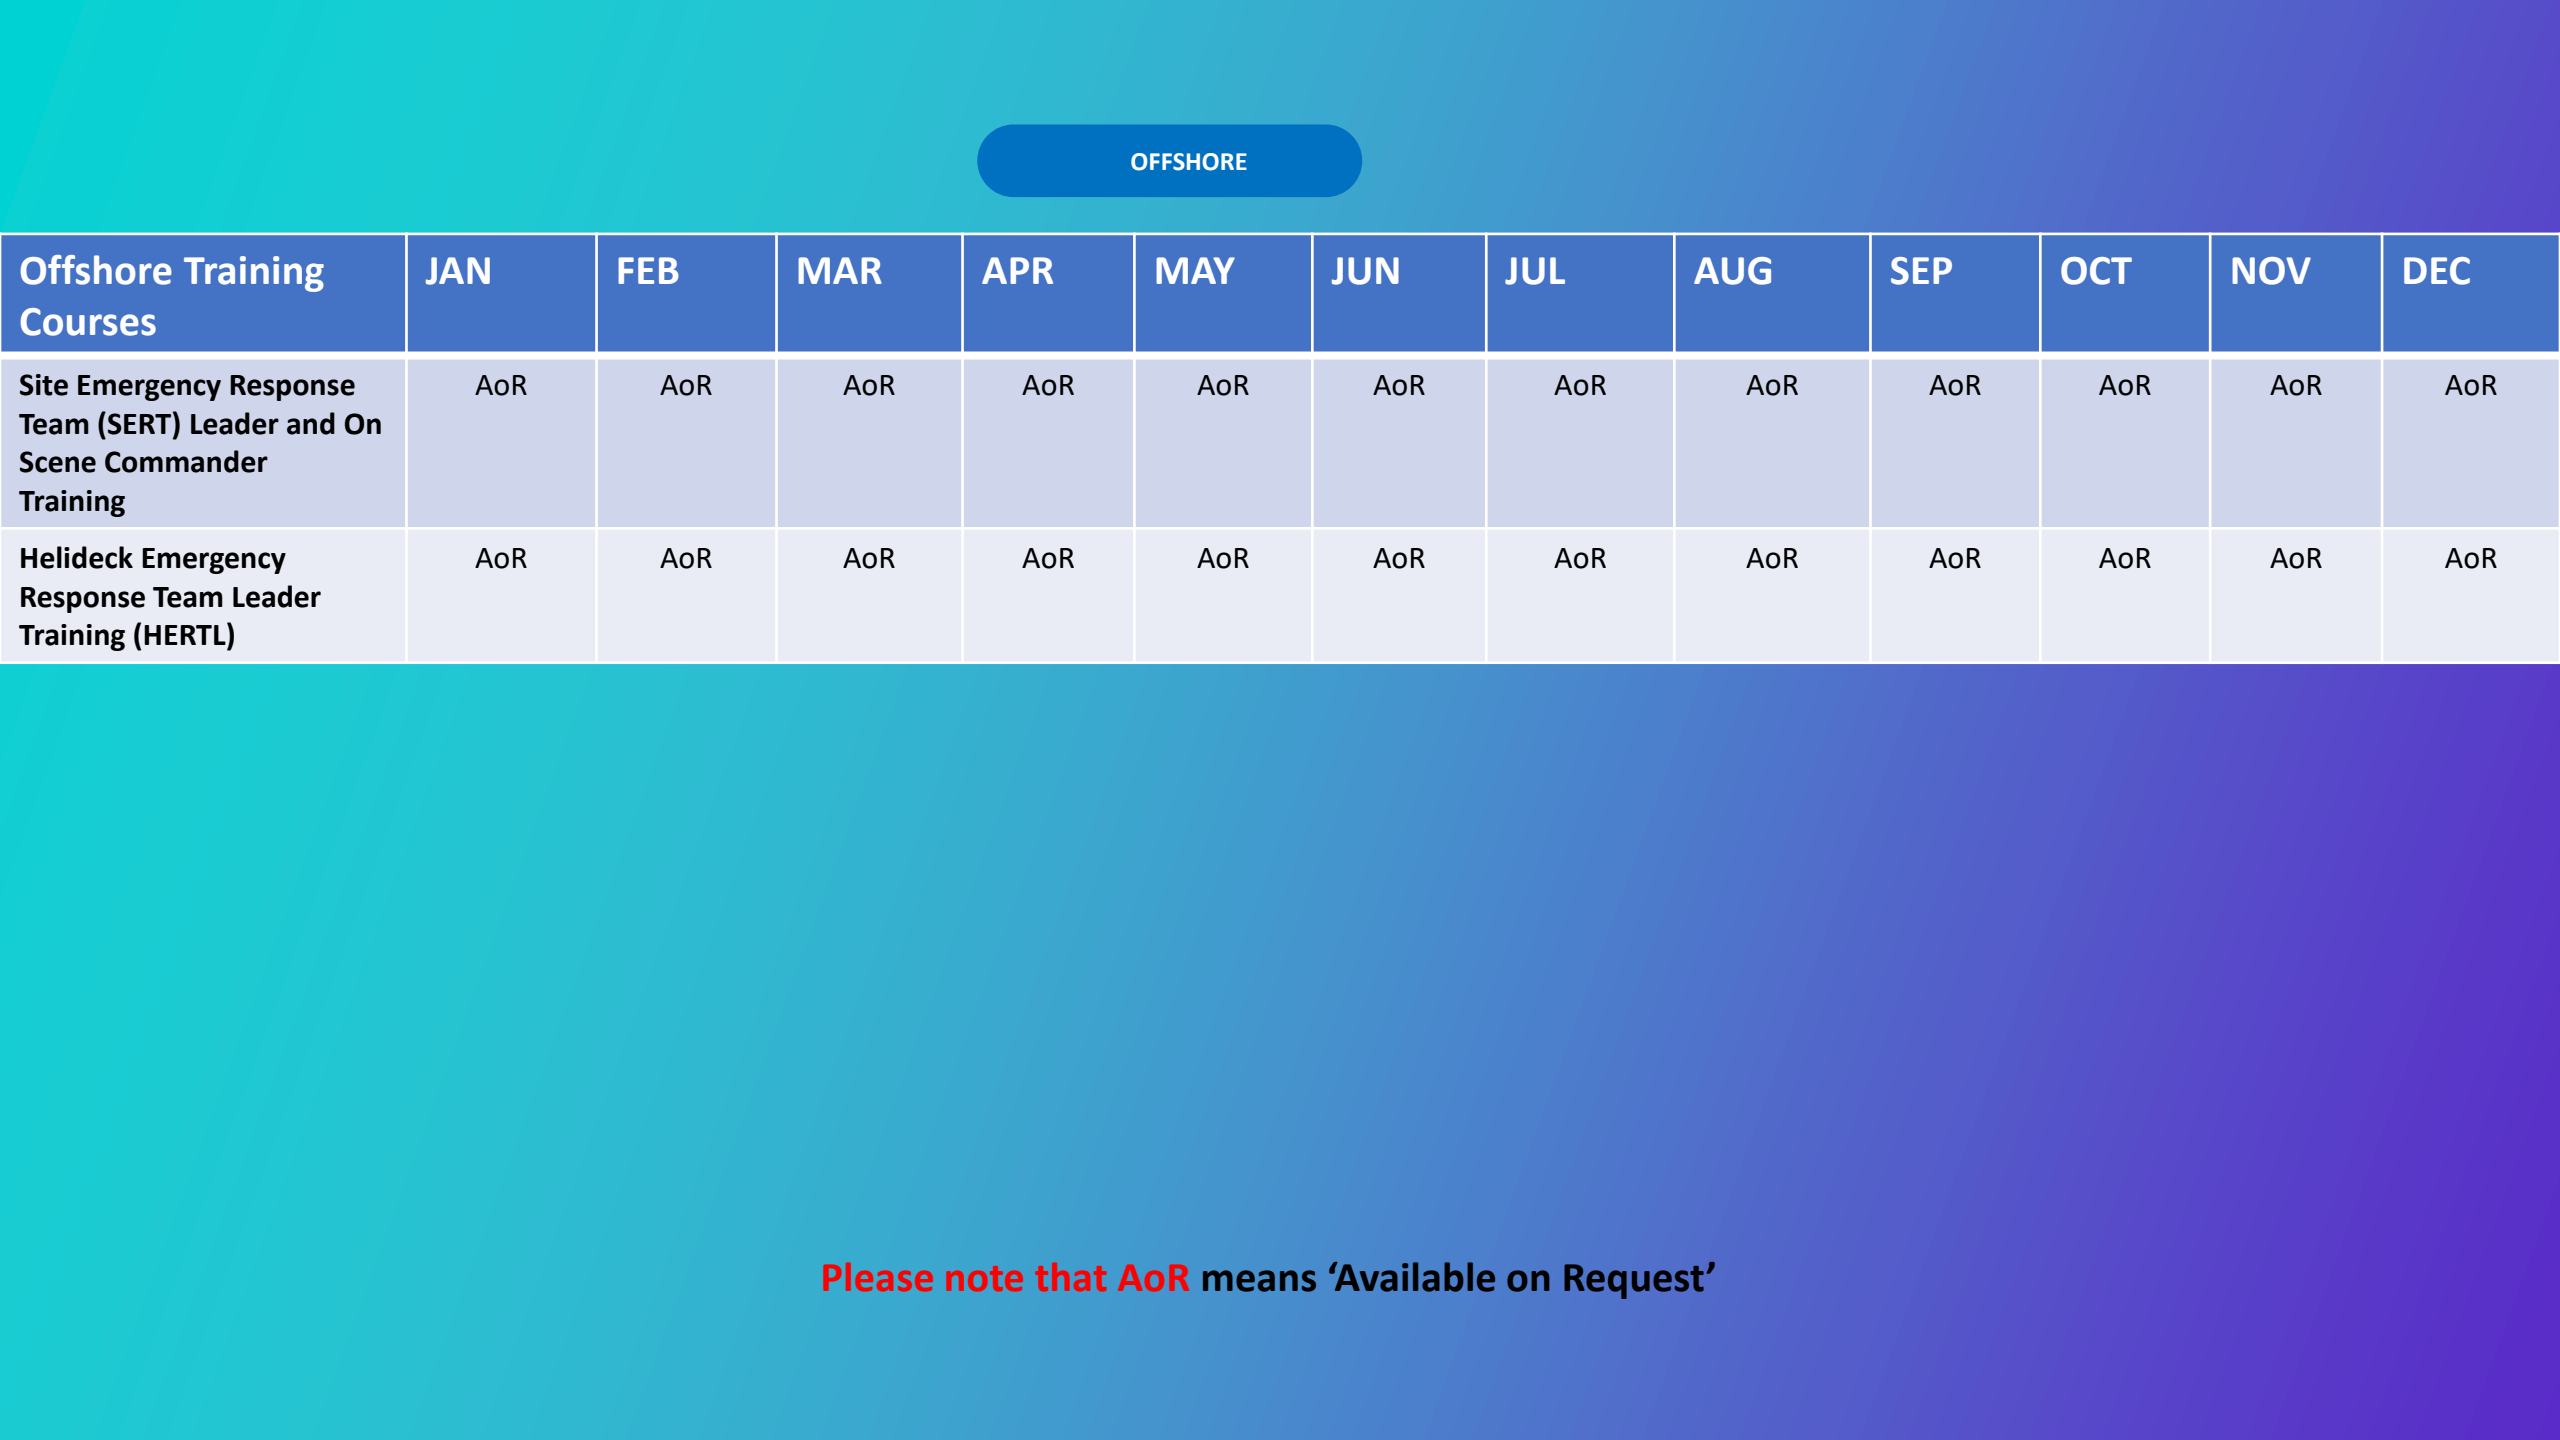 OFFSHORE
Offshore Training Courses JAN FEB MAR APR MAY JUN JUL AUG SEP OCT NOV DEC
Site Emergency Response Team (SERT) Leader and On Scene Commander Training AoR AoR AoR AoR AoR AoR AoR AoR AoR AoR AoR AoR
Helideck Emergency Response Team Leader Training (HERTL) AoR AoR AoR AoR AoR AoR AoR AoR AoR AoR AoR AoR
Please note that AoR means ‘Available on Request’